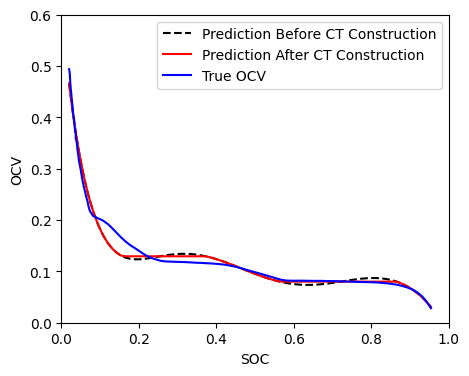 0.6
0.5
0.4
0.3
0.2
0.1
0.0
OCV
Prediction Before CT Construction
Prediction After CT Construction
True OCV
0.0 0.2 0.4 0.6 0.8 1.0
SOC